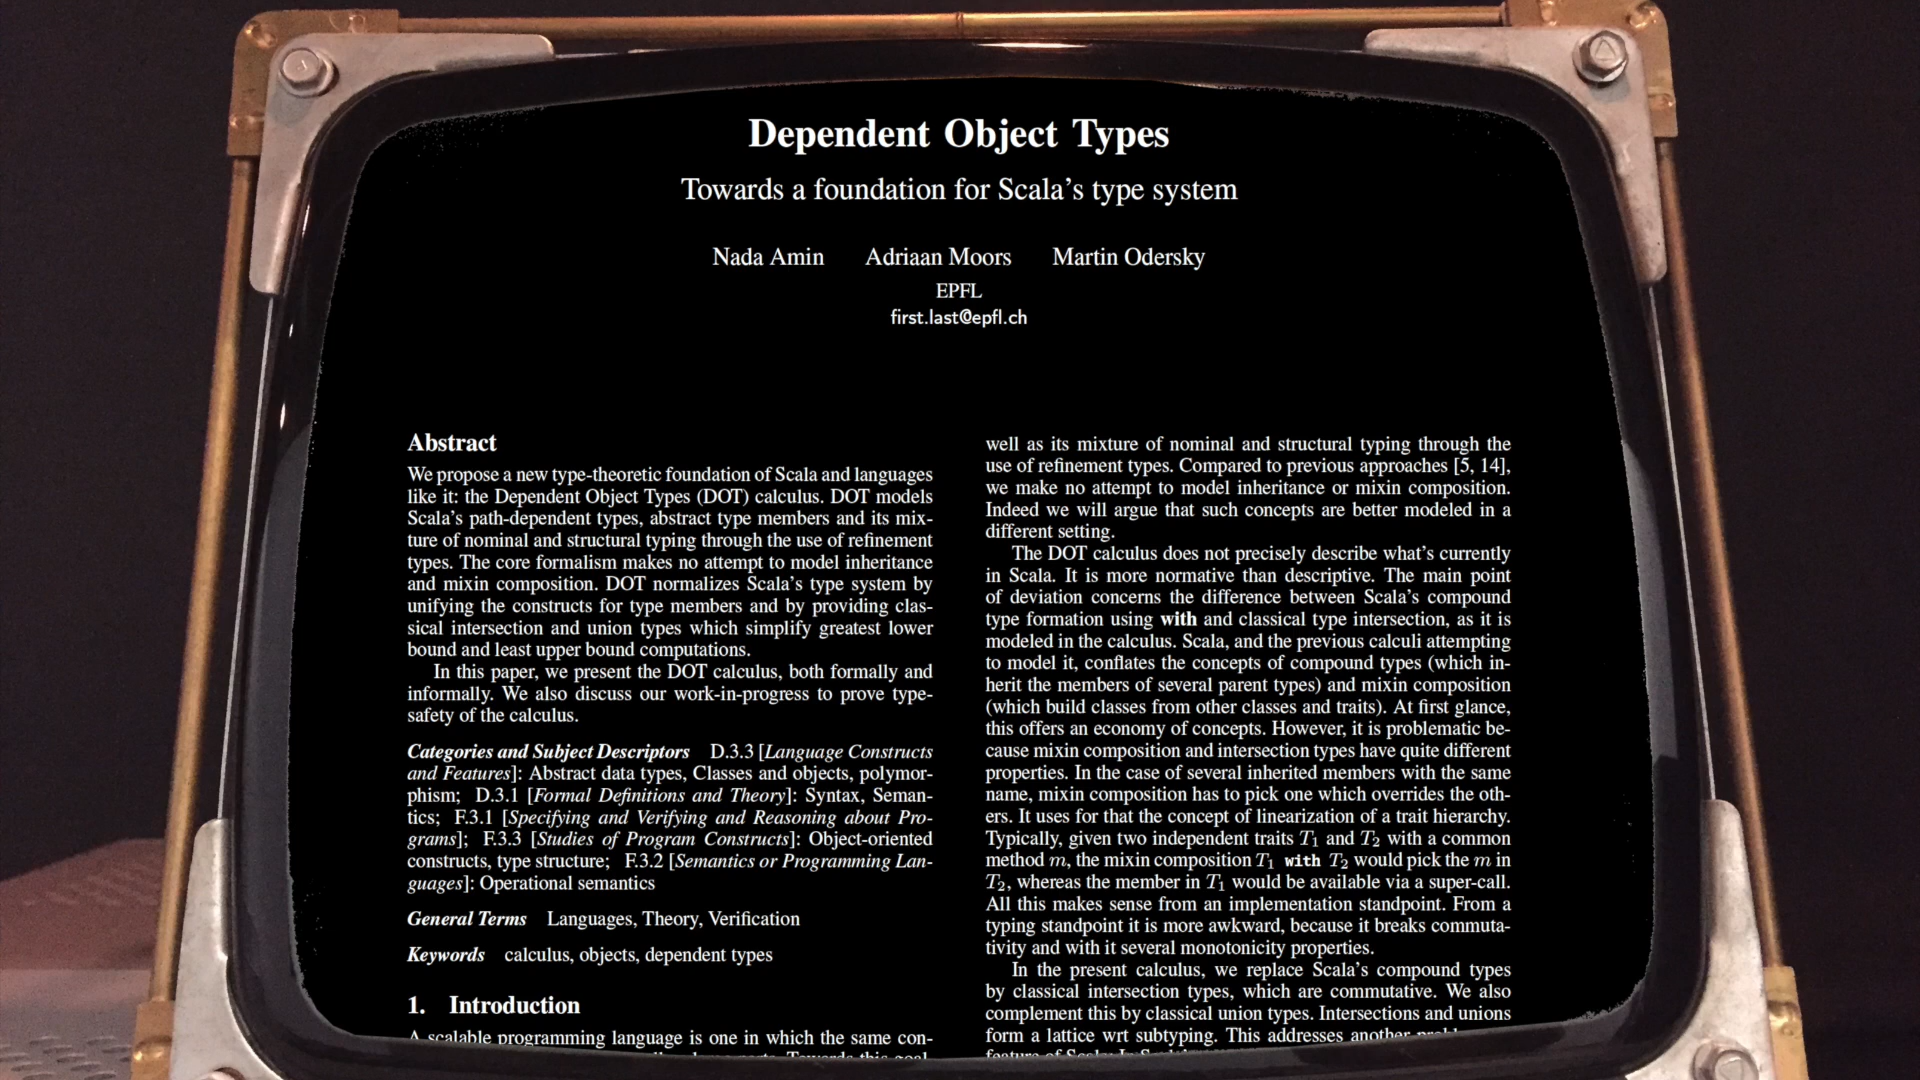 Dependent Object Types
Towards a foundation for Scala's type system
Nada Amin Adriaan Moors Martin Odersky
EPFL
first.last@epfl.ch
Abstract
We propose a new type-theoretic foundation of Scala and languages
like it: the Dependent Object Types (DOT) calculus. DOT models
Scala's path-dependent types, abstract type members and its mix-
ture of nominal and structural typing through the use of refinement
types. The core formalism makes no attempt to model inheritance
and mixin composition. DOT normalizes Scala's type system by
unifying the constructs for type members and by providing clas-
sical intersection and union types which simplify greatest lower
bound and least upper bound computations.
In this paper, we present the DOT calculus, both formally and
informally. We also discuss our work-in-progress to prove type-
safety of the calculus.
Categories and Subject Descriptors D.3.3 [Language Constructs
and Features]: Abstract data types, Classes and objects, polymor-
phism; D.3.1 [Formal Definitions and Theory]: Syntax, Seman-
tics; F.3.1 [Specifying and Verifying and Reasoning about Pro-
grams]; F.3.3 [Studies of Program Constructs]: Object-oriented
constructs, type structure; F.3.2 [Semantics or Programming Lan-
guages]: Operational semantics
General Terms Languages, Theory, Verification
Keywords calculus, objects, dependent types
1. Introduction
A scalable programming language is one in which the same con-
Towards this goal,
well as its mixture of nominal and structural typing through the
use of refinement types. Compared to previous approaches [5, 14],
we make no attempt to model inheritance or mixin composition.
Indeed we will argue that such concepts are better modeled in a
different setting.
The DOT calculus does not precisely describe what's currently
in Scala. It is more normative than descriptive. The main point
of deviation concerns the difference between Scala's compound
type formation using with and classical type intersection, as it is
modeled in the calculus. Scala, and the previous calculi attempting
to model it, conflates the concepts of compound types (which in-
herit the members of several parent types) and mixin composition
(which build classes from other classes and traits). At first glance,
this offers an economy of concepts. However, it is problematic be-
cause mixin composition and intersection types have quite different
properties. In the case of several inherited members with the same
name, mixin composition has to pick one which overrides the oth-
ers. It uses for that the concept of linearization of a trait hierarchy.
Typically, given two independent traits T₁ and T₂ with a common
method m, the mixin composition T₁ with T₂ would pick the m in
T₂, whereas the member in T₁ would be available via a super-call.
All this makes sense from an implementation standpoint. From a
typing standpoint it is more awkward, because it breaks commuta-
tivity and with it several monotonicity properties.
In the present calculus, we replace Scala's compound types
by classical intersection types, which are commutative. We also
complement this by classical union types. Intersections and unions
form a lattice wrt subtyping. This addresses another
feature of Scala: In